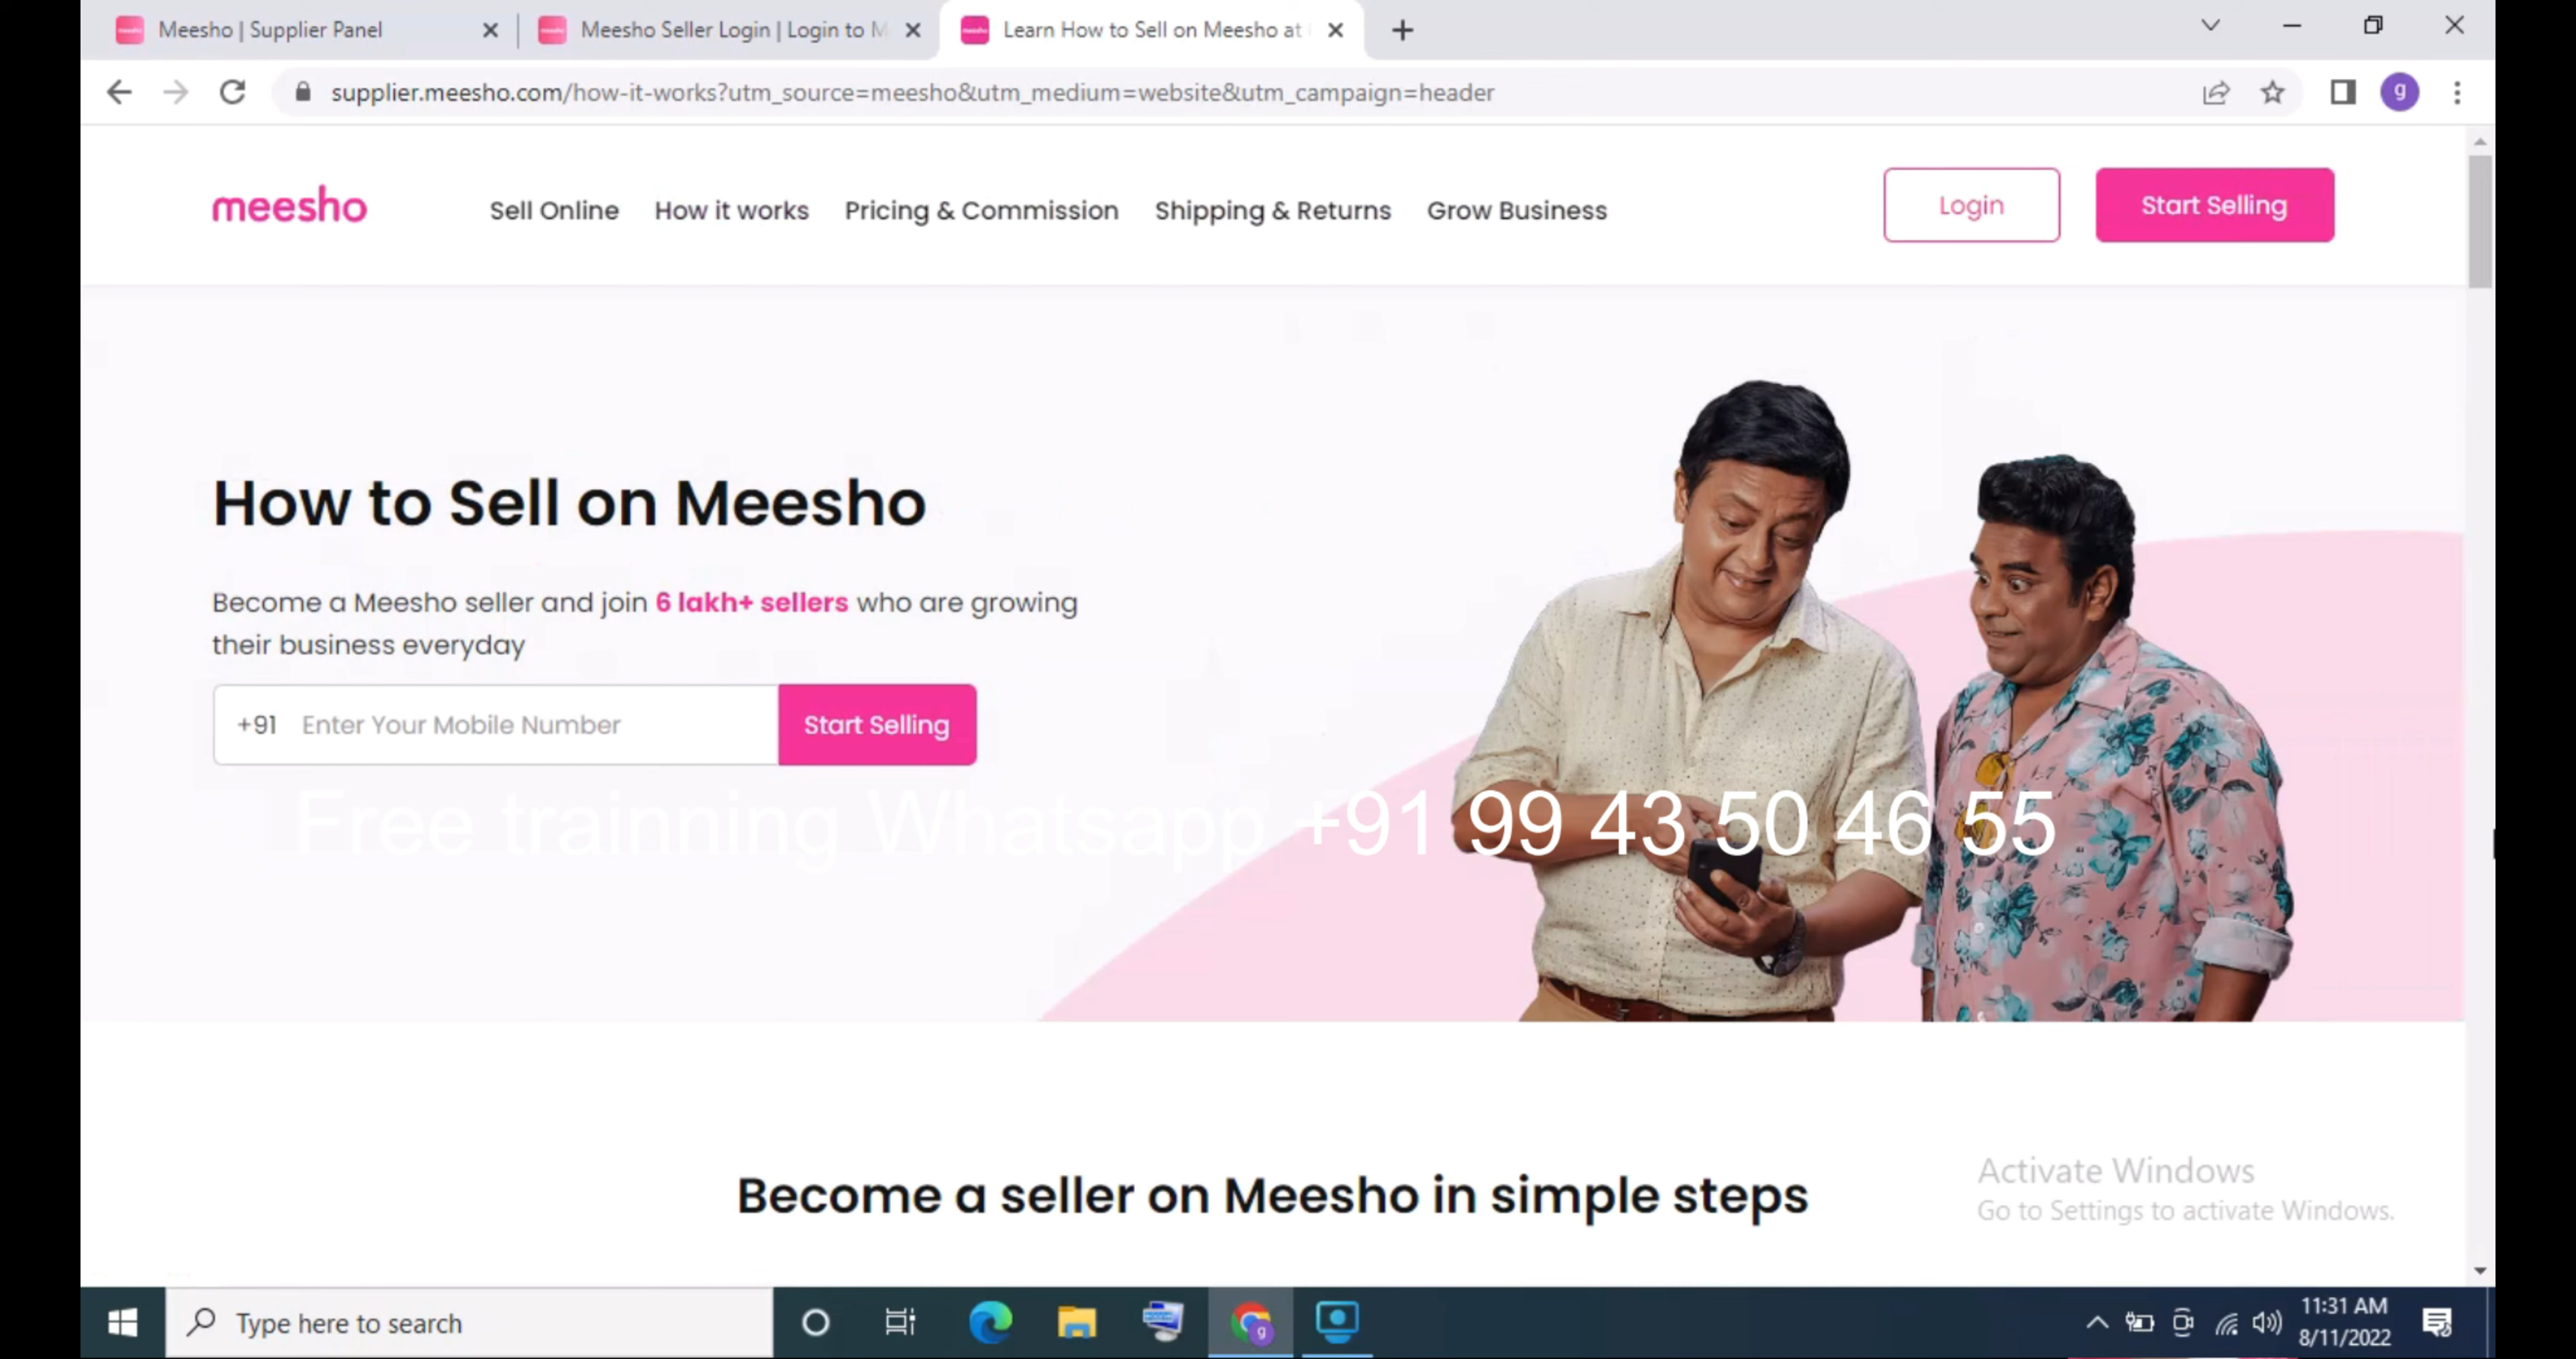 Meesho | Supplier Panel
Meesho Seller Login | Login to M
Learn How to Sell on Meesho at
supplier.meesho.com/how-it-works?utm_source=meesho&utm_medium=website&utm_campaign=header
g
meesho
Sell Online How it works Pricing & Commission Shipping & Returns Grow Business
Login
Start Selling
How to Sell on Meesho
Become a Meesho seller and join 6 lakh+ sellers who are growing
their business everyday
+91 Enter Your Mobile Number
Start Selling
Free trainning Whatsapp +91 99 43 50 46 55
Become a seller on Meesho in simple steps
Activate Windows
Go to Settings to activate Windows.
Type here to search
g
11:31 AM
8/11/2022